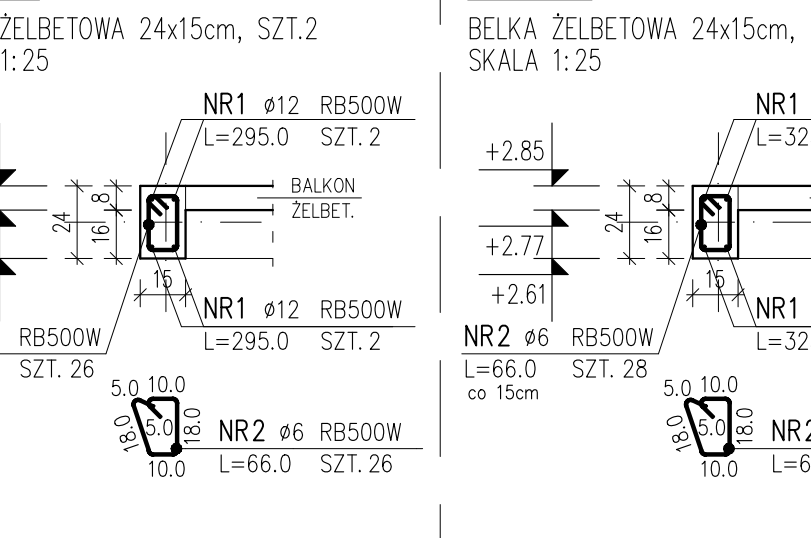 ŻELBETOWA 24x15cm, SZT.2
1:25
NR1 ø12 RB500W
L=295.0 SZT. 2
BALKON
ŻELBET.
24
8
16
15
NR1 ø12 RB500W
L=295.0 SZT. 2
RB500W
SZT. 26
5.0 10.0
18.0
5.0
18.0
10.0
NR2 ø6 RB500W
L=66.0 SZT. 26
BELKA ŻELBETOWA 24x15cm,
SKALA 1:25
NR1
L=32
+2.85
+2.77
+2.61
24
8
16
15
NR1
L=32
NR2 ø6 RB500W
L=66.0 SZT. 28
co 15cm
5.0 10.0
18.0
5.0
18.0
10.0
NR2
L=6